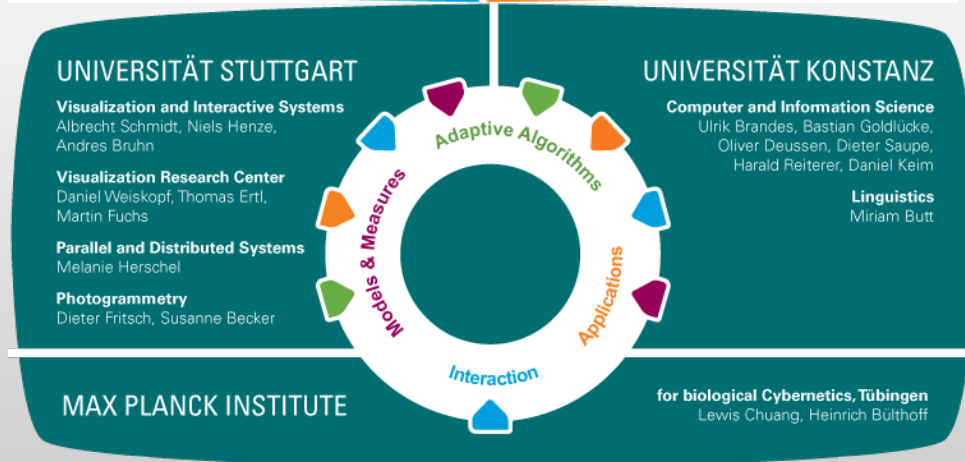 UNIVERSITÄT STUTTGART
Visualization and Interactive Systems
Albrecht Schmidt, Niels Henze,
Andres Bruhn
Visualization Research Center
Daniel Weiskopf, Thomas Ertl,
Martin Fuchs
Parallel and Distributed Systems
Melanie Herschel
Photogrammetry
Dieter Fritsch, Susanne Becker
UNIVERSITÄT KONSTANZ
Computer and Information Science
Ulrik Brandes, Bastian Goldlücke,
Oliver Deussen, Dieter Saupe,
Harald Reiterer, Daniel Keim
Linguistics
Miriam Butt
Adaptive Algorithms
Models & Measures
Applications
Interaction
MAX PLANCK INSTITUTE
for biological Cybernetics, Tübingen
Lewis Chuang, Heinrich Bülthoff